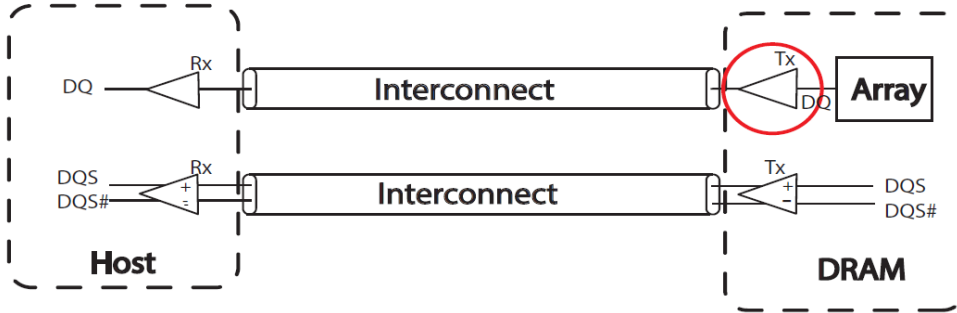 Rx Tx
DQ Interconnect DQ Array
Rx Tx
DQS + Interconnect + DQS
DQS# - - DQS#
Host DRAM